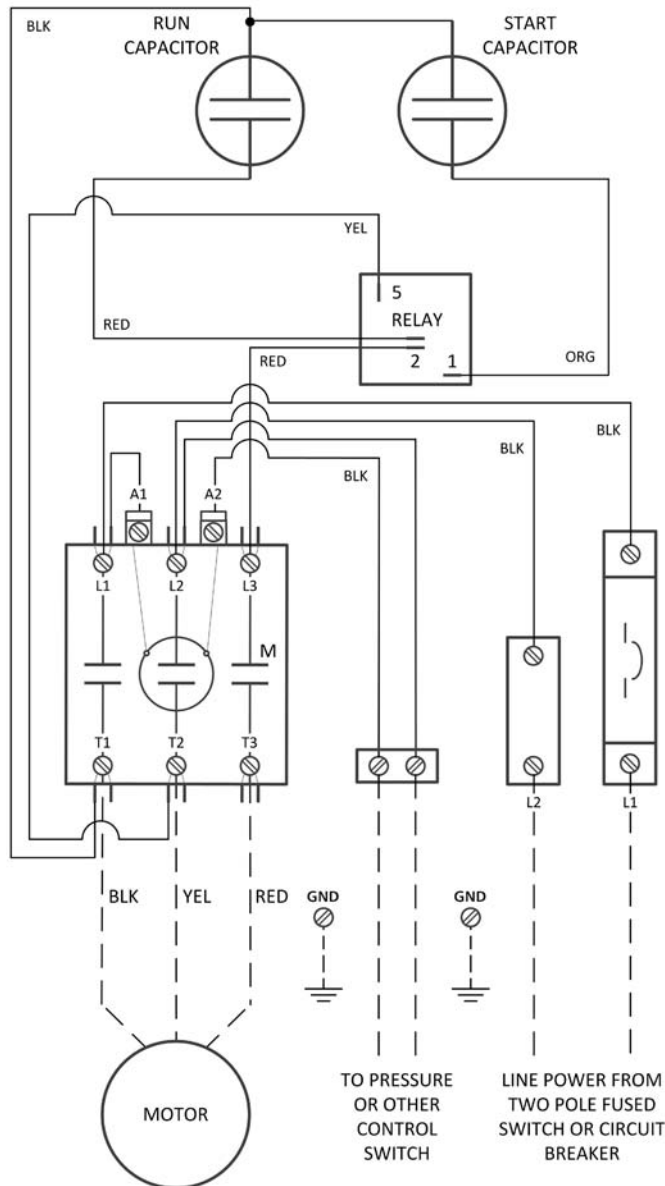 BLK
RUN
CAPACITOR
START
CAPACITOR
YEL
5
RELAY
2
1
RED
RED
ORG
BLK
BLK
BLK
A1
A2
L1
L2
L3
M
T1
T2
T3
L2
L1
BLK
YEL
RED
GND
GND
MOTOR
TO PRESSURE
OR OTHER
CONTROL
SWITCH
LINE POWER FROM
TWO POLE FUSED
SWITCH OR CIRCUIT
BREAKER